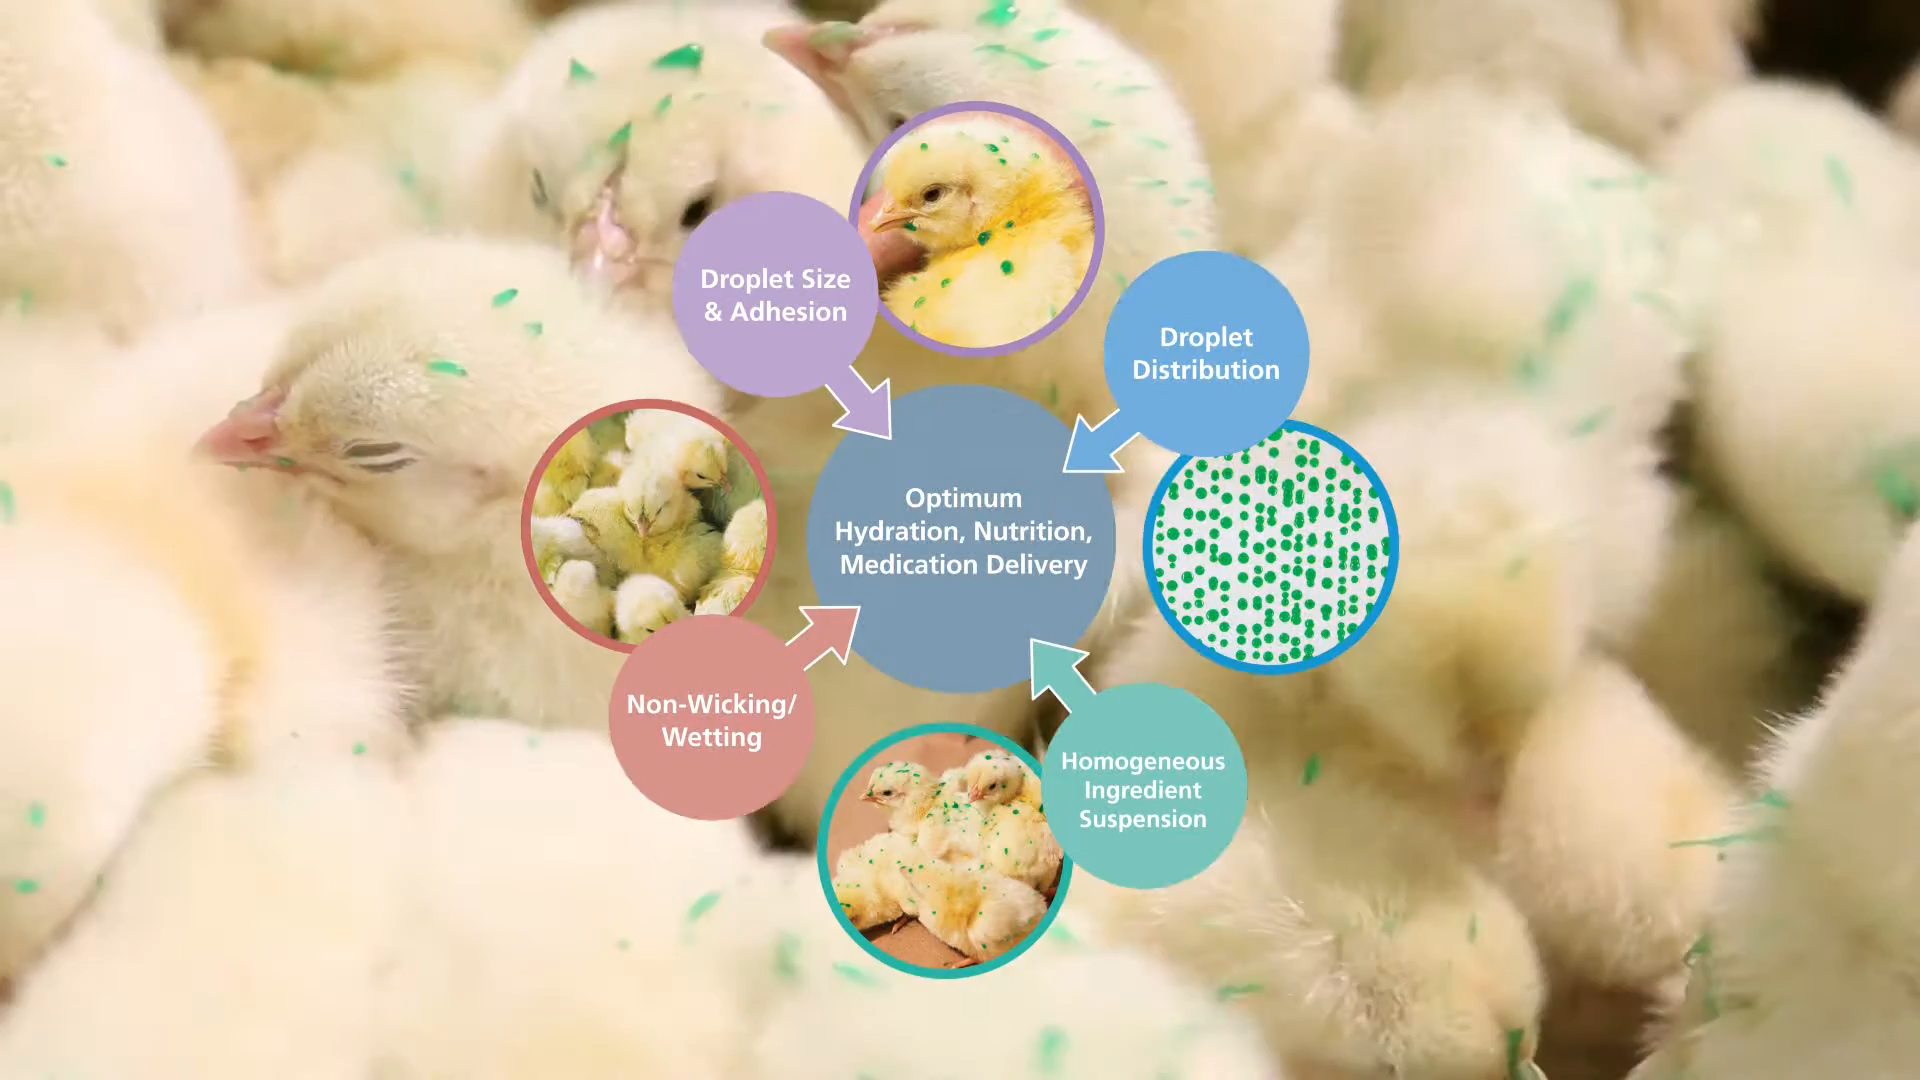 Droplet Size
& Adhesion
Droplet
Distribution
Optimum
Hydration, Nutrition,
Medication Delivery
Non-Wicking/
Wetting
Homogeneous
Ingredient
Suspension